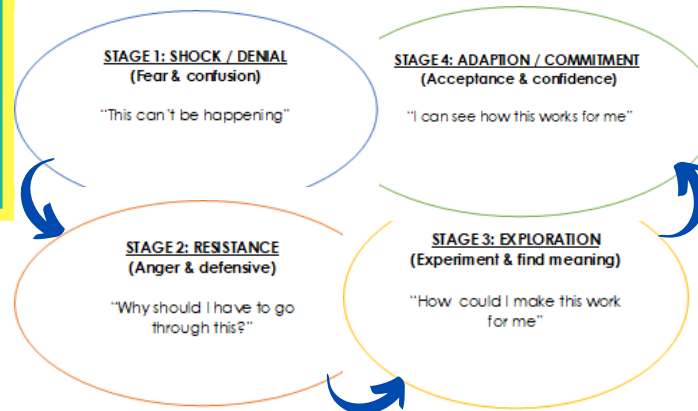 STAGE 1: SHOCK / DENIAL
(Fear & confusion)
“This can’t be happening”
STAGE 2: RESISTANCE
(Anger & defensive)
“Why should I have to go
through this?”
STAGE 3: EXPLORATION
(Experiment & find meaning)
“How could I make this work
for me”
STAGE 4: ADAPTION / COMMITMENT
(Acceptance & confidence)
“I can see how this works for me”